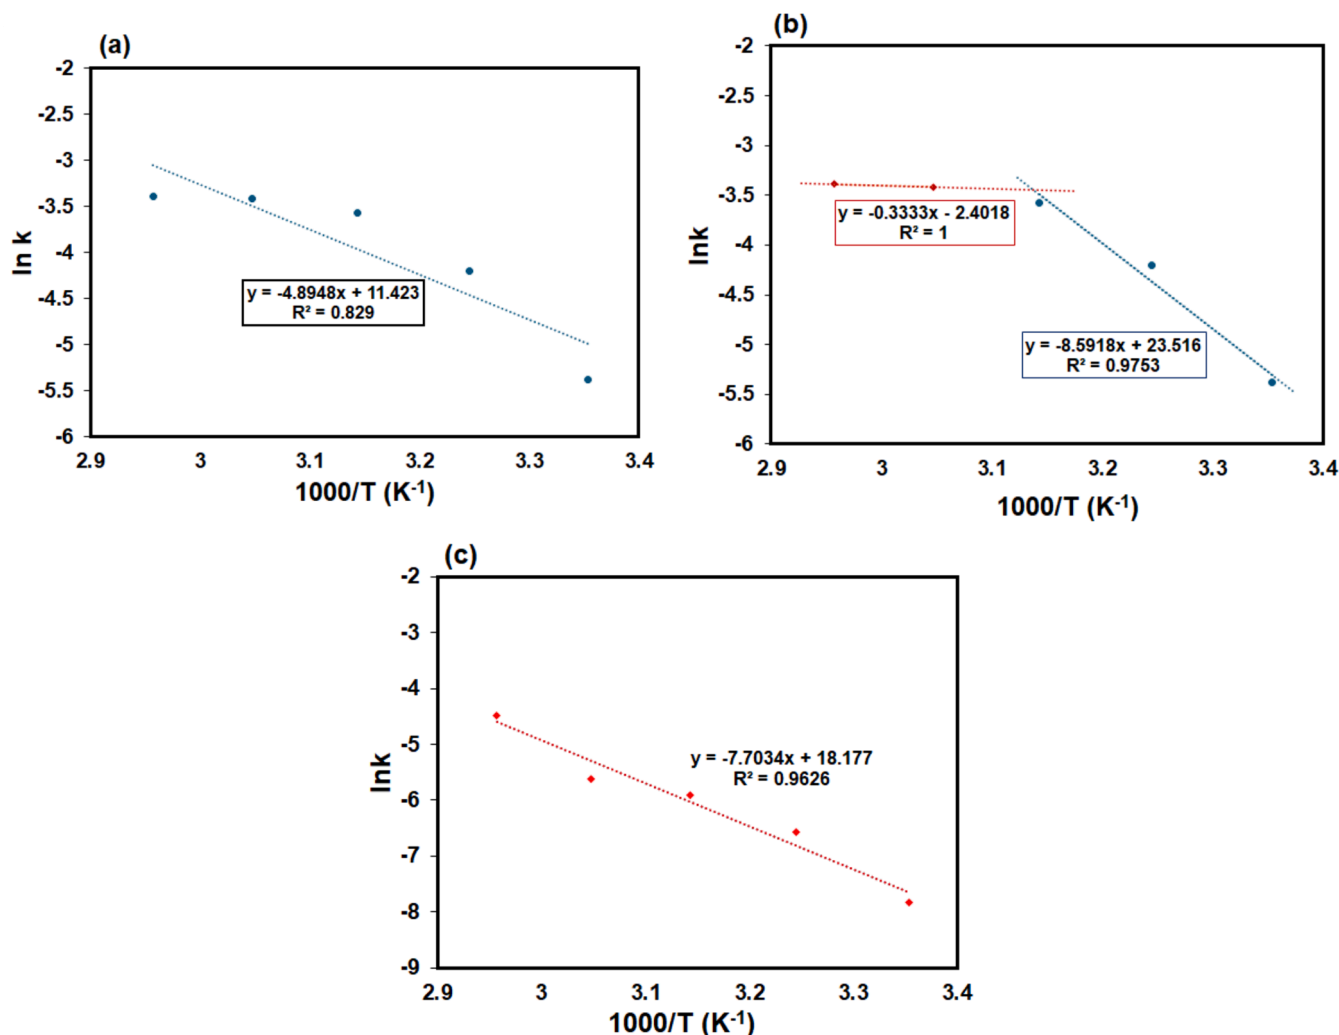 (a)
-2
-2.5
-3
-3.5
-4
-4.5
-5
-5.5
-6
ln k
y = -4.8948x + 11.423
R² = 0.829
2.9 3 3.1 3.2 3.3 3.4
1000/T (K⁻¹)
(b)
-2
-2.5
-3
-3.5
-4
-4.5
-5
-5.5
-6
lnk
y = -0.3333x - 2.4018
R² = 1
y = -8.5918x + 23.516
R² = 0.9753
2.9 3 3.1 3.2 3.3 3.4
1000/T (K⁻¹)
(c)
-2
-3
-4
-5
-6
-7
-8
-9
lnk
y = -7.7034x + 18.177
R² = 0.9626
2.9 3 3.1 3.2 3.3 3.4
1000/T (K⁻¹)